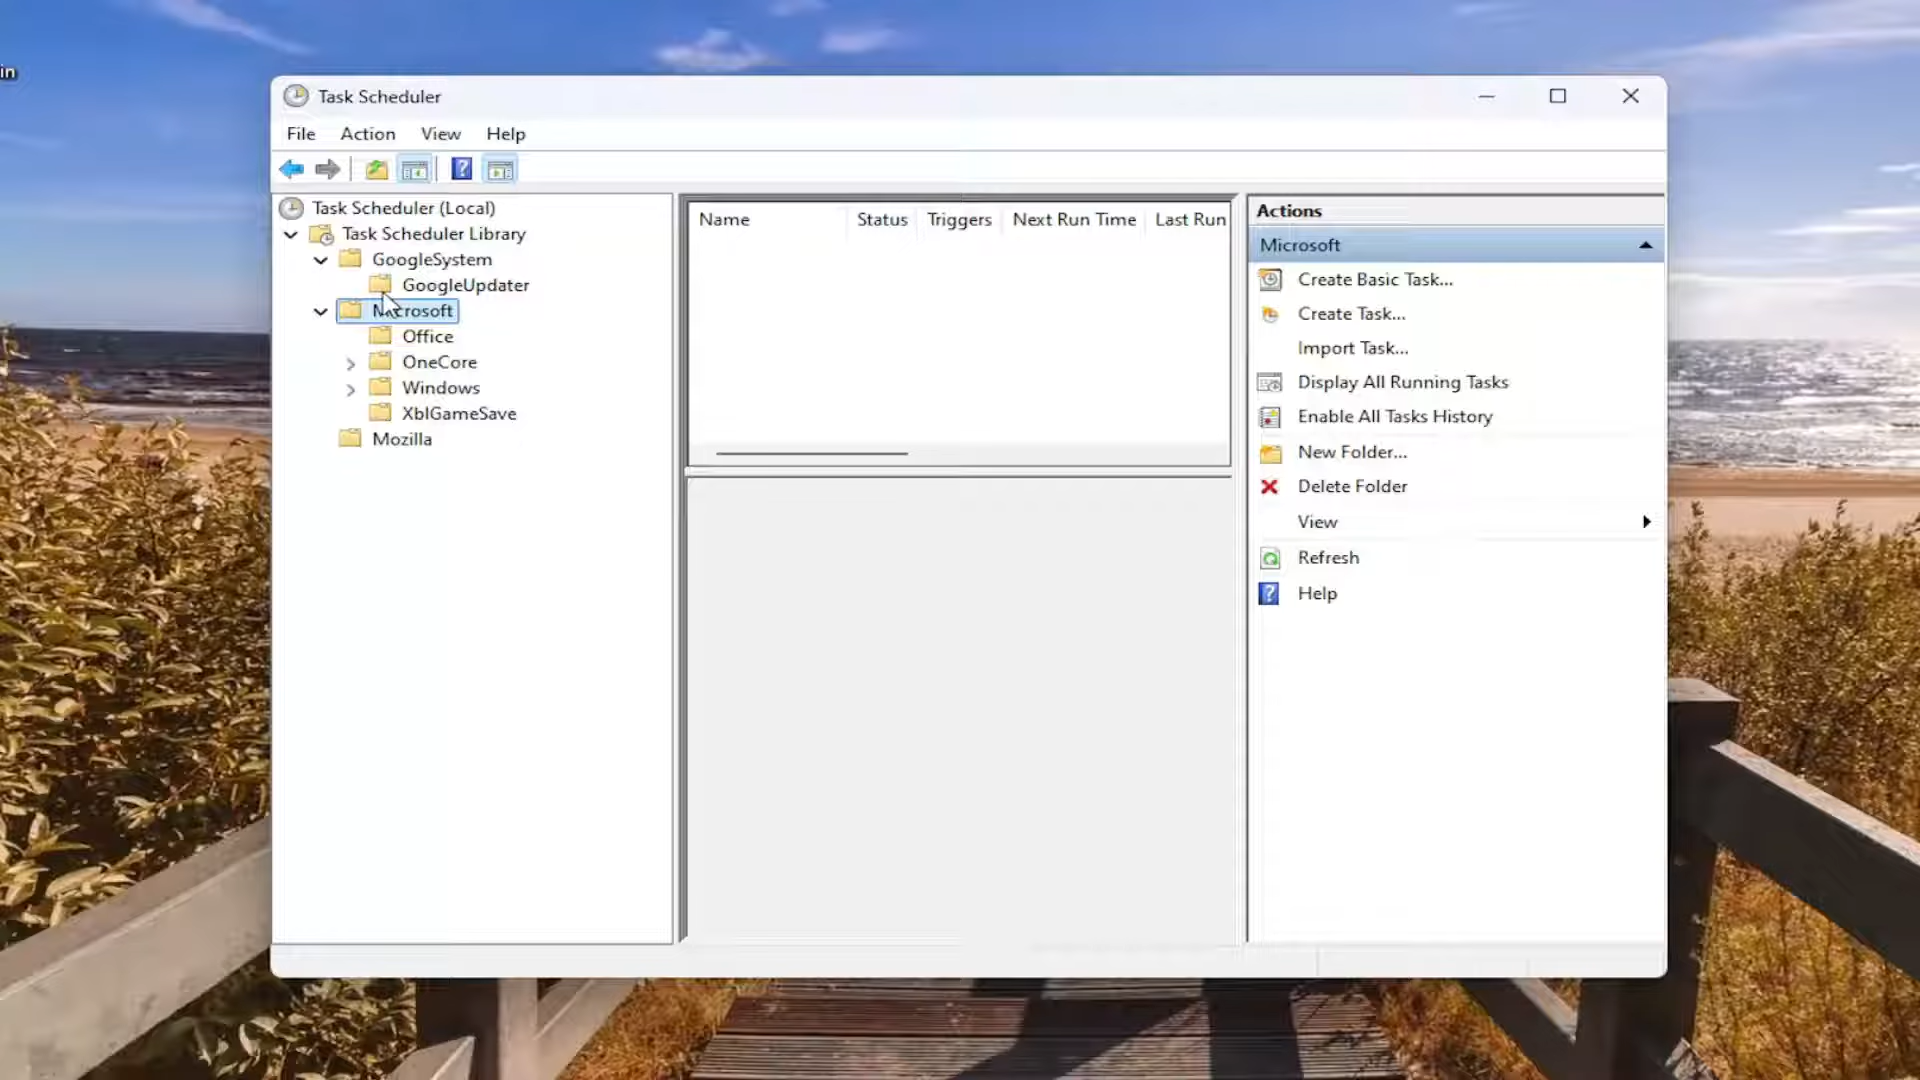 in
Task Scheduler
File Action View Help
Task Scheduler (Local)
Task Scheduler Library
GoogleSystem
GoogleUpdater
Microsoft
Office
OneCore
Windows
XblGameSave
Mozilla
Name Status Triggers Next Run Time Last Run
Actions
Microsoft
Create Basic Task...
Create Task...
Import Task...
Display All Running Tasks
Enable All Tasks History
New Folder...
Delete Folder
View
Refresh
Help